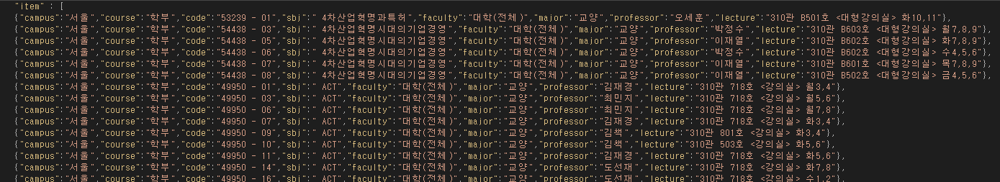 "item" : [
{"campus":"서울","course":"학부","code":"53239 - 01","sbj":" 4차산업혁명과특허","faculty":"대학(전체)","major":"교양","professor":"오세훈","lecture":"310관 B501호 <대형강의실> 화10,11"},
{"campus":"서울","course":"학부","code":"54438 - 03","sbj":" 4차산업혁명시대의기업경영","faculty":"대학(전체)","major":"교양","professor":"박정수","lecture":"310관 B603호 <대형강의실> 월7,8,9"},
{"campus":"서울","course":"학부","code":"54438 - 05","sbj":" 4차산업혁명시대의기업경영","faculty":"대학(전체)","major":"교양","professor":"이재열","lecture":"310관 B602호 <대형강의실> 화7,8,9"},
{"campus":"서울","course":"학부","code":"54438 - 06","sbj":" 4차산업혁명시대의기업경영","faculty":"대학(전체)","major":"교양","professor":"박정수","lecture":"310관 B602호 <대형강의실> 수4,5,6"},
{"campus":"서울","course":"학부","code":"54438 - 07","sbj":" 4차산업혁명시대의기업경영","faculty":"대학(전체)","major":"교양","professor":"이재열","lecture":"310관 B601호 <대형강의실> 목7,8,9"},
{"campus":"서울","course":"학부","code":"54438 - 08","sbj":" 4차산업혁명시대의기업경영","faculty":"대학(전체)","major":"교양","professor":"이재열","lecture":"310관 B502호 <대형강의실> 금4,5,6"},
{"campus":"서울","course":"학부","code":"49950 - 01","sbj":" ACT","faculty":"대학(전체)","major":"교양","professor":"김재경","lecture":"310관 718호 <강의실> 월3,4"},
{"campus":"서울","course":"학부","code":"49950 - 03","sbj":" ACT","faculty":"대학(전체)","major":"교양","professor":"최민지","lecture":"310관 718호 <강의실> 월5,6"},
{"campus":"서울","course":"학부","code":"49950 - 06","sbj":" ACT","faculty":"대학(전체)","major":"교양","professor":"최민지","lecture":"310관 718호 <강의실> 월7,8"},
{"campus":"서울","course":"학부","code":"49950 - 07","sbj":" ACT","faculty":"대학(전체)","major":"교양","professor":"김재경","lecture":"310관 718호 <강의실> 화3,4"},
{"campus":"서울","course":"학부","code":"49950 - 09","sbj":" ACT","faculty":"대학(전체)","major":"교양","professor":"김책","lecture":"310관 801호 <강의실> 화3,4"},
{"campus":"서울","course":"학부","code":"49950 - 10","sbj":" ACT","faculty":"대학(전체)","major":"교양","professor":"김책","lecture":"310관 503호 <강의실> 화5,6"},
{"campus":"서울","course":"학부","code":"49950 - 11","sbj":" ACT","faculty":"대학(전체)","major":"교양","professor":"김재경","lecture":"310관 718호 <강의실> 화5,6"},
{"campus":"서울","course":"학부","code":"49950 - 14","sbj":" ACT","faculty":"대학(전체)","major":"교양","professor":"도선재","lecture":"310관 718호 <강의실> 화7,8"},
{"campus":"서울","course":"학부","code":"49950 - 16","sbj":" ACT","faculty":"대학(전체)","major":"교양","professor":"도선재","lecture":"310관 718호 <강의실> 수1,2"},